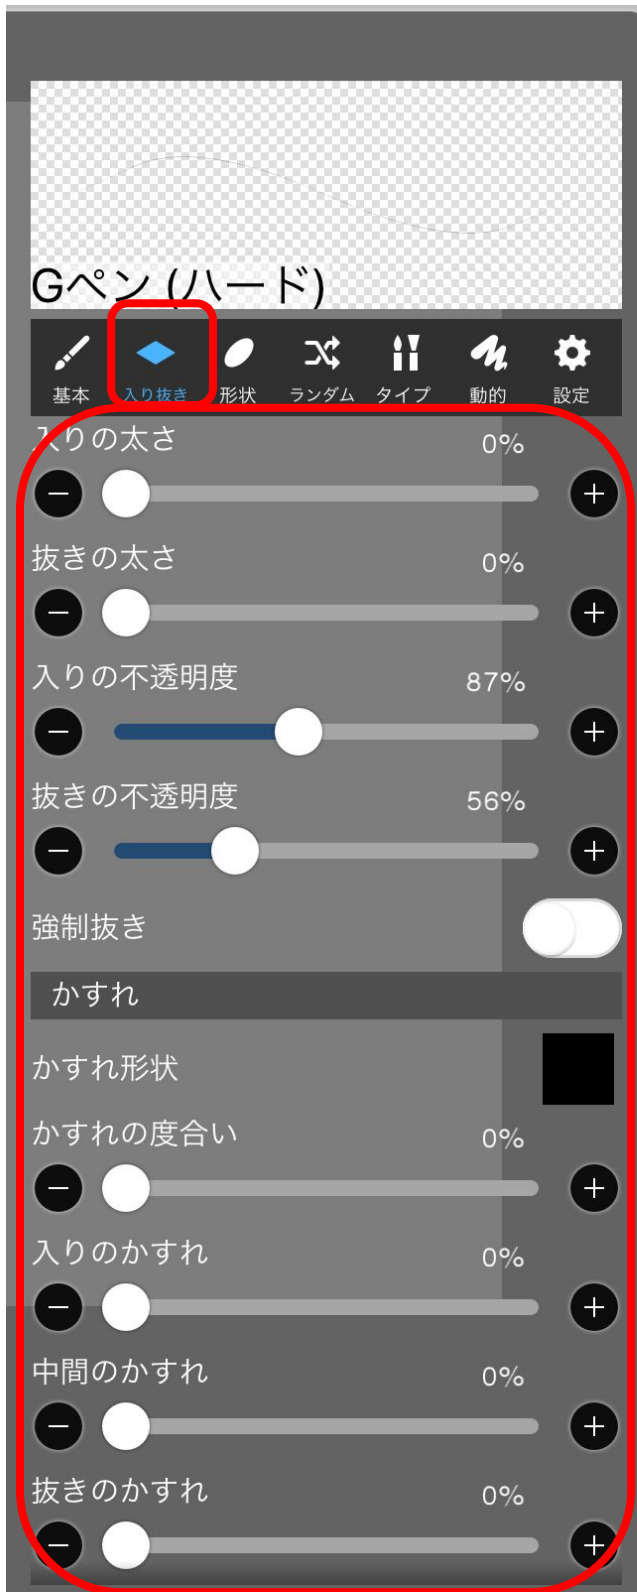 Gペン (ハード)
基本 入り抜き 形状 ランダム タイプ 動的 設定
入りの太さ 0%
抜きの太さ 0%
入りの不透明度 87%
抜きの不透明度 56%
強制抜き
かすれ
かすれ形状
かすれの度合い 0%
入りのかすれ 0%
中間のかすれ 0%
抜きのかすれ 0%